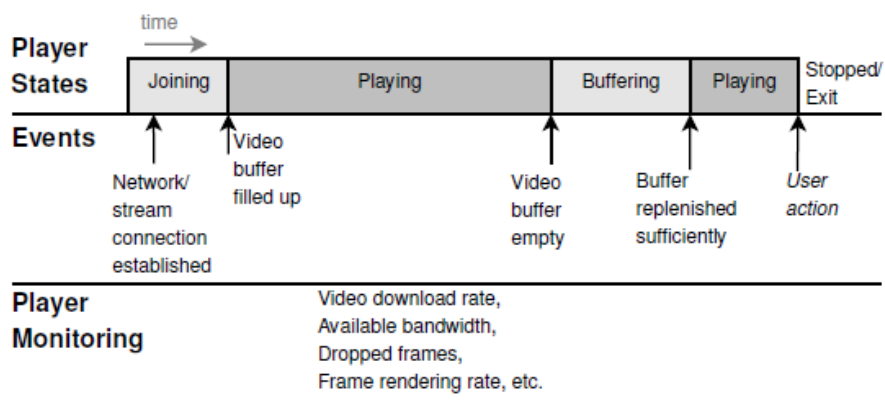 time
Player
States
Joining
Playing
Buffering
Playing
Stopped/
Exit
Events
Network/
stream
connection
established
Video
buffer
filled up
Video
buffer
empty
Buffer
replenished
sufficiently
User
action
Player
Monitoring
Video download rate,
Available bandwidth,
Dropped frames,
Frame rendering rate, etc.